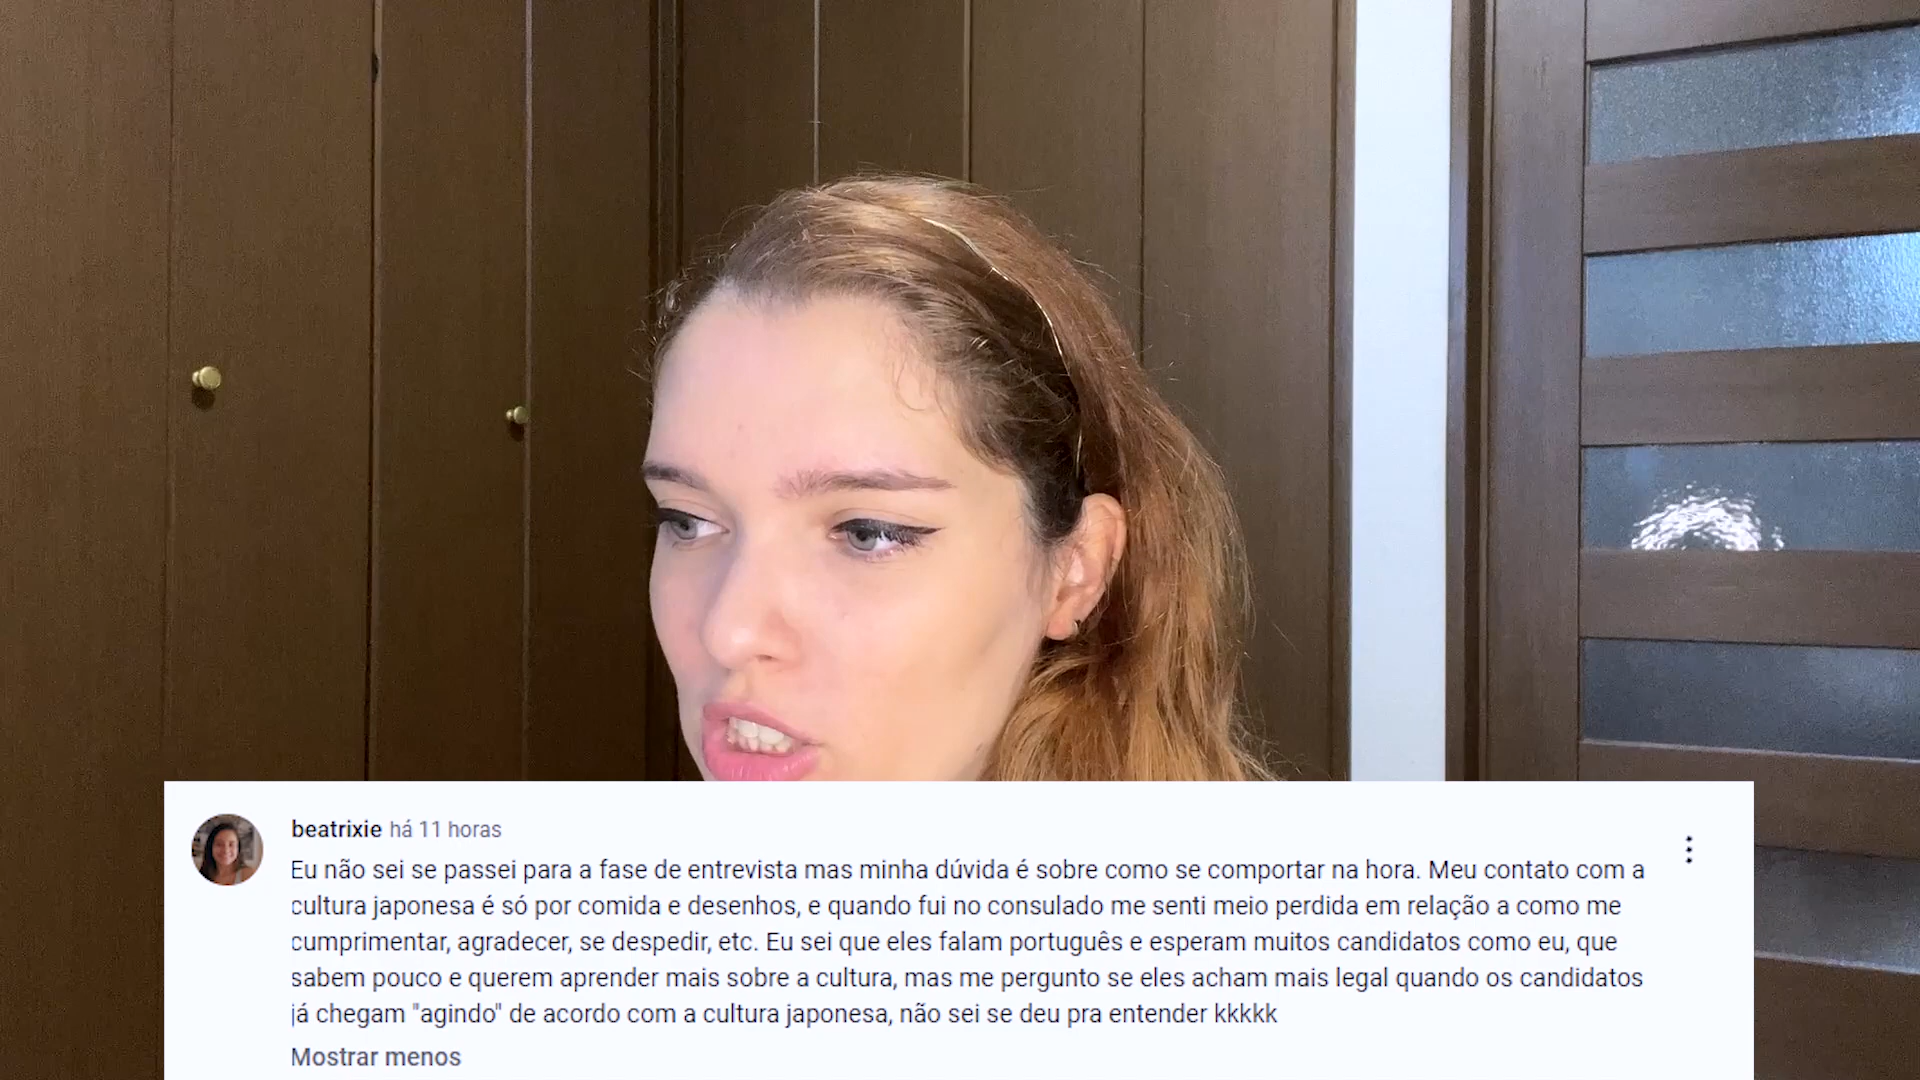 beatrixie há 11 horas
Eu não sei se passei para a fase de entrevista mas minha dúvida é sobre como se comportar na hora. Meu contato com a
cultura japonesa é só por comida e desenhos, e quando fui no consulado me senti meio perdida em relação a como me
cumprimentar, agradecer, se despedir, etc. Eu sei que eles falam português e esperam muitos candidatos como eu, que
sabem pouco e querem aprender mais sobre a cultura, mas me pergunto se eles acham mais legal quando os candidatos
já chegam "agindo" de acordo com a cultura japonesa, não sei se deu pra entender kkkkk
Mostrar menos